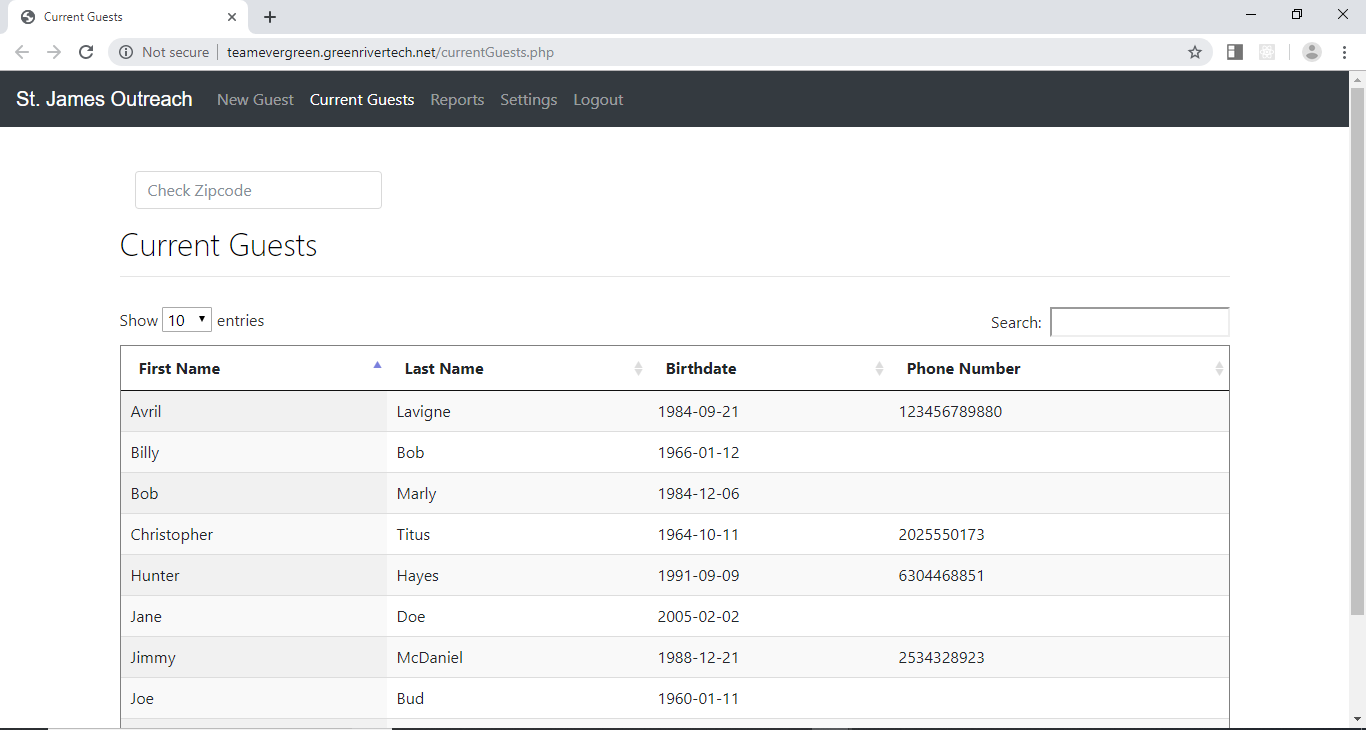 Current Guests
Not secure teamevergreen.greenrivertech.net/currentGuests.php
St. James Outreach New Guest Current Guests Reports Settings Logout
Check Zipcode
Current Guests
Show 10 entries Search:
First Name Last Name Birthdate Phone Number
Avril Lavigne 1984-09-21 123456789880
Billy Bob 1966-01-12
Bob Marly 1984-12-06
Christopher Titus 1964-10-11 2025550173
Hunter Hayes 1991-09-09 6304468851
Jane Doe 2005-02-02
Jimmy McDaniel 1988-12-21 2534328923
Joe Bud 1960-01-11